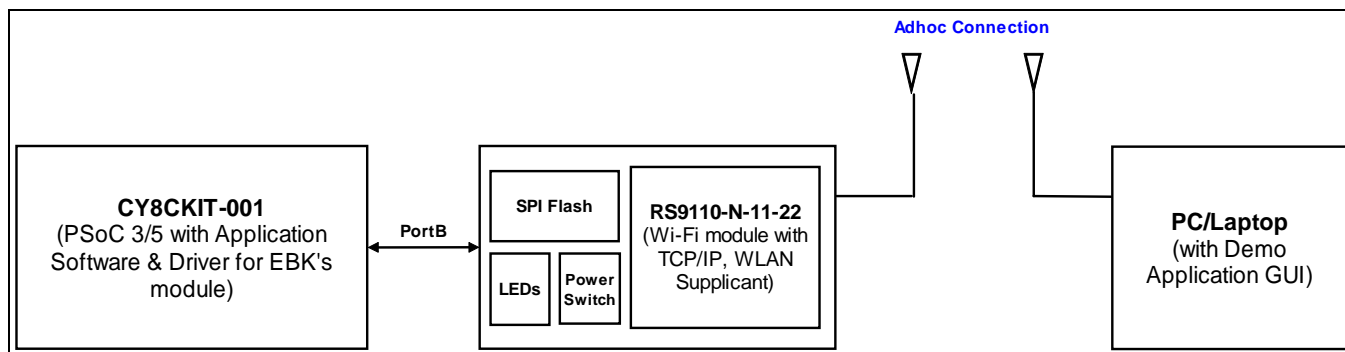 Adhoc Connection
CY8CKIT-001
(PSoC 3/5 with Application
Software & Driver for EBK's
module)
PortB
SPI Flash
LEDs
Power
Switch
RS9110-N-11-22
(Wi-Fi module with
TCP/IP, WLAN
Supplicant)
PC/Laptop
(with Demo
Application GUI)